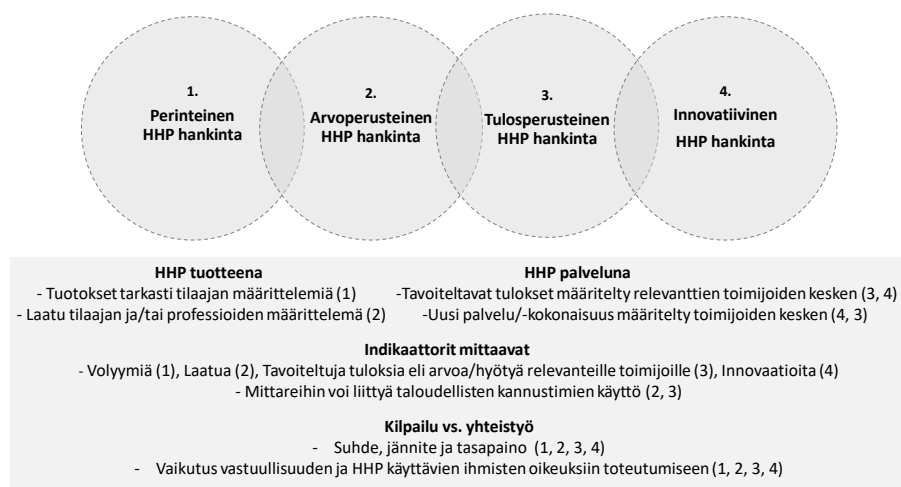 1.
Perinteinen
HHP hankinta
2.
Arvoperusteinen
HHP hankinta
3.
Tulosperusteinen
HHP hankinta
4.
Innovatiivinen
HHP hankinta
HHP tuotteena
- Tuotokset tarkasti tilaajan määrittelemiä (1)
- Laatu tilaajan ja/tai professioiden määrittelemä (2)
HHP palveluna
-Tavoiteltavat tulokset määritelty relevanttien toimijoiden kesken (3, 4)
-Uusi palvelu/-kokonaisuus määritelty toimijoiden kesken (4, 3)
Indikaattorit mittaavat
- Volyymiä (1), Laatua (2), Tavoiteltuja tuloksia eli arvoa/hyötyä relevanteille toimijoille (3), Innovaatioita (4)
- Mittareihin voi liittyä taloudellisten kannustimien käyttö (2, 3)
Kilpailu vs. yhteistyö
- Suhde, jännite ja tasapaino (1, 2, 3, 4)
- Vaikutus vastuullisuuden ja HHP käyttävien ihmisten oikeuksiin toteutumiseen (1, 2, 3, 4)